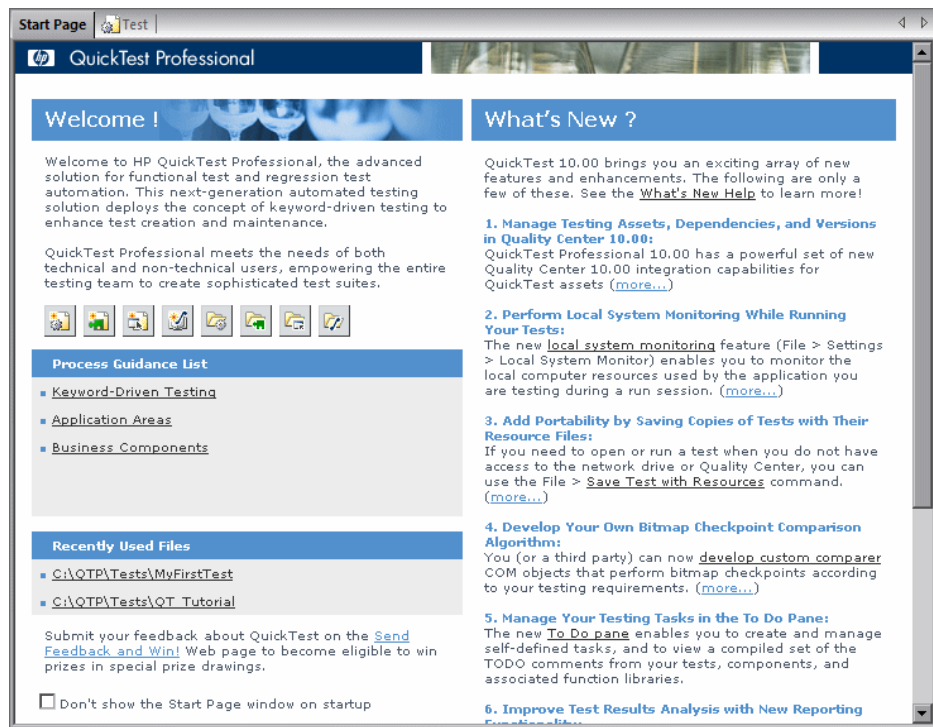 Start Page
Test
hp
QuickTest Professional
Welcome !
Welcome to HP QuickTest Professional, the advanced
solution for functional test and regression test
automation. This next-generation automated testing
solution deploys the concept of keyword-driven testing to
enhance test creation and maintenance.
QuickTest Professional meets the needs of both
technical and non-technical users, empowering the entire
testing team to create sophisticated test suites.
Process Guidance List
Keyword-Driven Testing
Application Areas
Business Components
Recently Used Files
C:\QTP\Tests\MyFirstTest
C:\QTP\Tests\QT_Tutorial
Submit your feedback about QuickTest on the Send
Feedback and Win! Web page to become eligible to win
prizes in special prize drawings.
Don't show the Start Page window on startup
What's New ?
QuickTest 10.00 brings you an exciting array of new
features and enhancements. The following are only a
few of these. See the What's New Help to learn more!
1. Manage Testing Assets, Dependencies, and Versions
in Quality Center 10.00:
QuickTest Professional 10.00 has a powerful set of new
Quality Center 10.00 integration capabilities for
QuickTest assets (more...)
2. Perform Local System Monitoring While Running
Your Tests:
The new local system monitoring feature (File > Settings
> Local System Monitor) enables you to monitor the
local computer resources used by the application you
are testing during a run session. (more...)
3. Add Portability by Saving Copies of Tests with Their
Resource Files:
If you need to open or run a test when you do not have
access to the network drive or Quality Center, you can
use the File > Save Test with Resources command.
(more...)
4. Develop Your Own Bitmap Checkpoint Comparison
Algorithm:
You (or a third party) can now develop custom comparer
COM objects that perform bitmap checkpoints according
to your testing requirements. (more...)
5. Manage Your Testing Tasks in the To Do Pane:
The new To Do pane enables you to create and manage
self-defined tasks, and to view a compiled set of the
TODO comments from your tests, components, and
associated function libraries.
6. Improve Test Results Analysis with New Reporting
Functionality: